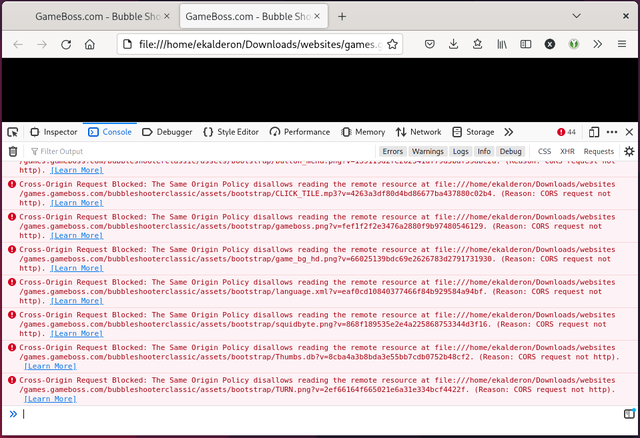 GameBoss.com - Bubble Sho
GameBoss.com - Bubble Sho
file:///home/ekalderon/Downloads/websites/games.g
Inspector Console Debugger Style Editor Performance Memory Network Storage 44
Filter Output Errors Warnings Logs Info Debug CSS XHR Requests
http). [Learn More]
Cross-Origin Request Blocked: The Same Origin Policy disallows reading the remote resource at file:///home/ekalderon/Downloads/websites
/games.gameboss.com/bubbleshooterclassic/assets/bootstrap/CLICK_TILE.mp3?v=4263a3df80d4bd86677ba437880c02b4. (Reason: CORS request not
http). [Learn More]
Cross-Origin Request Blocked: The Same Origin Policy disallows reading the remote resource at file:///home/ekalderon/Downloads/websites
/games.gameboss.com/bubbleshooterclassic/assets/bootstrap/gameboss.png?v=fef1f2f2e3476a2880f9b97480546129. (Reason: CORS request not
http). [Learn More]
Cross-Origin Request Blocked: The Same Origin Policy disallows reading the remote resource at file:///home/ekalderon/Downloads/websites
/games.gameboss.com/bubbleshooterclassic/assets/bootstrap/game_bg_hd.png?v=66025139bdc69e2626783d2791731930. (Reason: CORS request not
http). [Learn More]
Cross-Origin Request Blocked: The Same Origin Policy disallows reading the remote resource at file:///home/ekalderon/Downloads/websites
/games.gameboss.com/bubbleshooterclassic/assets/bootstrap/language.xml?v=eaf0cd10840377466f84b929584a94bf. (Reason: CORS request not
http). [Learn More]
Cross-Origin Request Blocked: The Same Origin Policy disallows reading the remote resource at file:///home/ekalderon/Downloads/websites
/games.gameboss.com/bubbleshooterclassic/assets/bootstrap/squidbyte.png?v=868f189535e2e4a225868753344d3f16. (Reason: CORS request not
http). [Learn More]
Cross-Origin Request Blocked: The Same Origin Policy disallows reading the remote resource at file:///home/ekalderon/Downloads/websites
/games.gameboss.com/bubbleshooterclassic/assets/bootstrap/Thumbs.db?v=8cba4a3b8bda3e55bb7cdb0752b48cf2. (Reason: CORS request not http).
[Learn More]
Cross-Origin Request Blocked: The Same Origin Policy disallows reading the remote resource at file:///home/ekalderon/Downloads/websites
/games.gameboss.com/bubbleshooterclassic/assets/bootstrap/TURN.png?v=2ef66164f665021e6a31e334bcf4422f. (Reason: CORS request not http).
[Learn More]